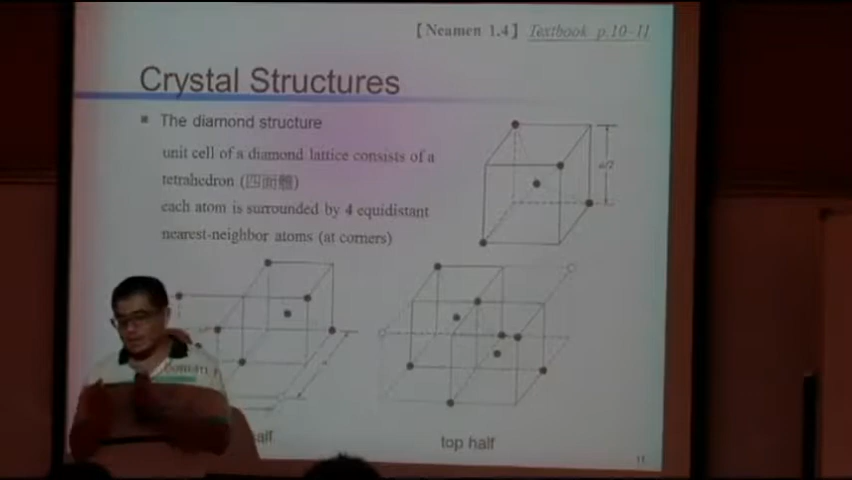 【Neamen 1.4】 Textbook p.10-11
Crystal Structures
The diamond structure
unit cell of a diamond lattice consists of a
tetrahedron (四面體)
each atom is surrounded by 4 equidistant
nearest-neighbor atoms (at corners)
a/2
half
top half
11